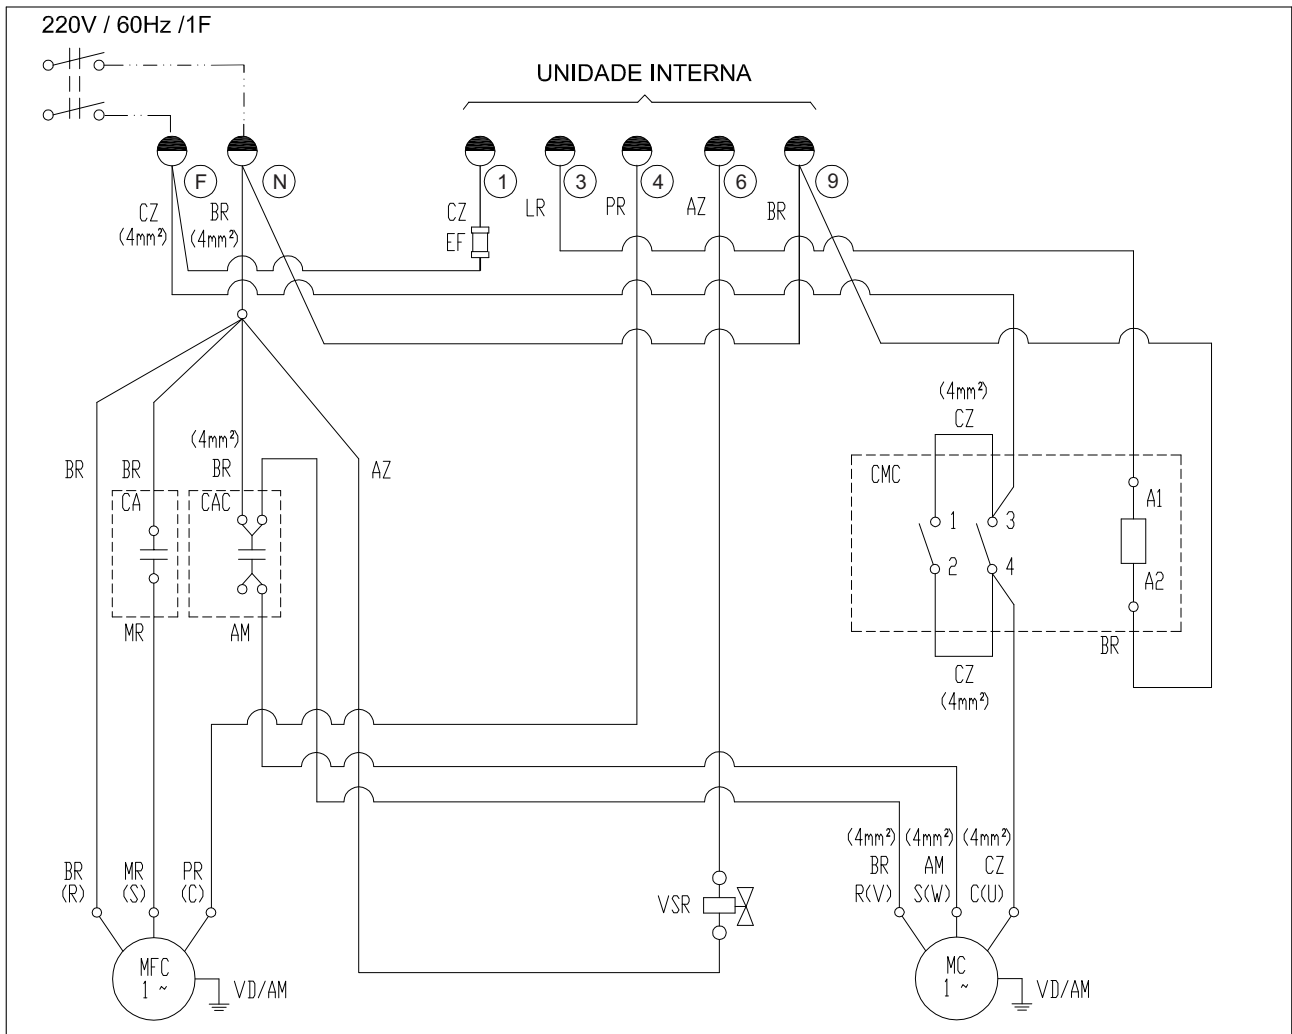 220V / 60Hz /1F
UNIDADE INTERNA
F
N
1
3
4
6
9
CZ
(4mm²)
BR
(4mm²)
CZ
EF
LR
PR
AZ
BR
(4mm²)
CZ
BR
BR
(4mm²)
BR
AZ
CA
CAC
CMC
1
3
A1
2
4
A2
MR
AM
BR
CZ
(4mm²)
BR
(R)
MR
(S)
PR
(C)
VSR
(4mm²)
BR
R(V)
(4mm²)
AM
S(W)
(4mm²)
CZ
C(U)
MFC
1 ~
VD/AM
MC
1 ~
VD/AM